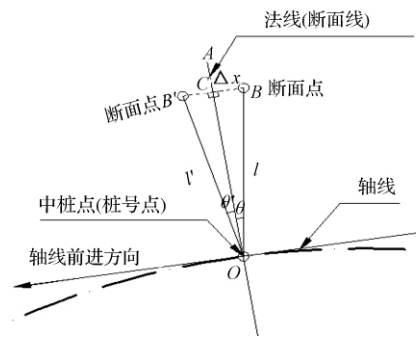 法线(断面线)
A
C △ x
断面点B' B 断面点
l' l
θ' θ
中桩点(桩号点) 轴线
轴线前进方向
O